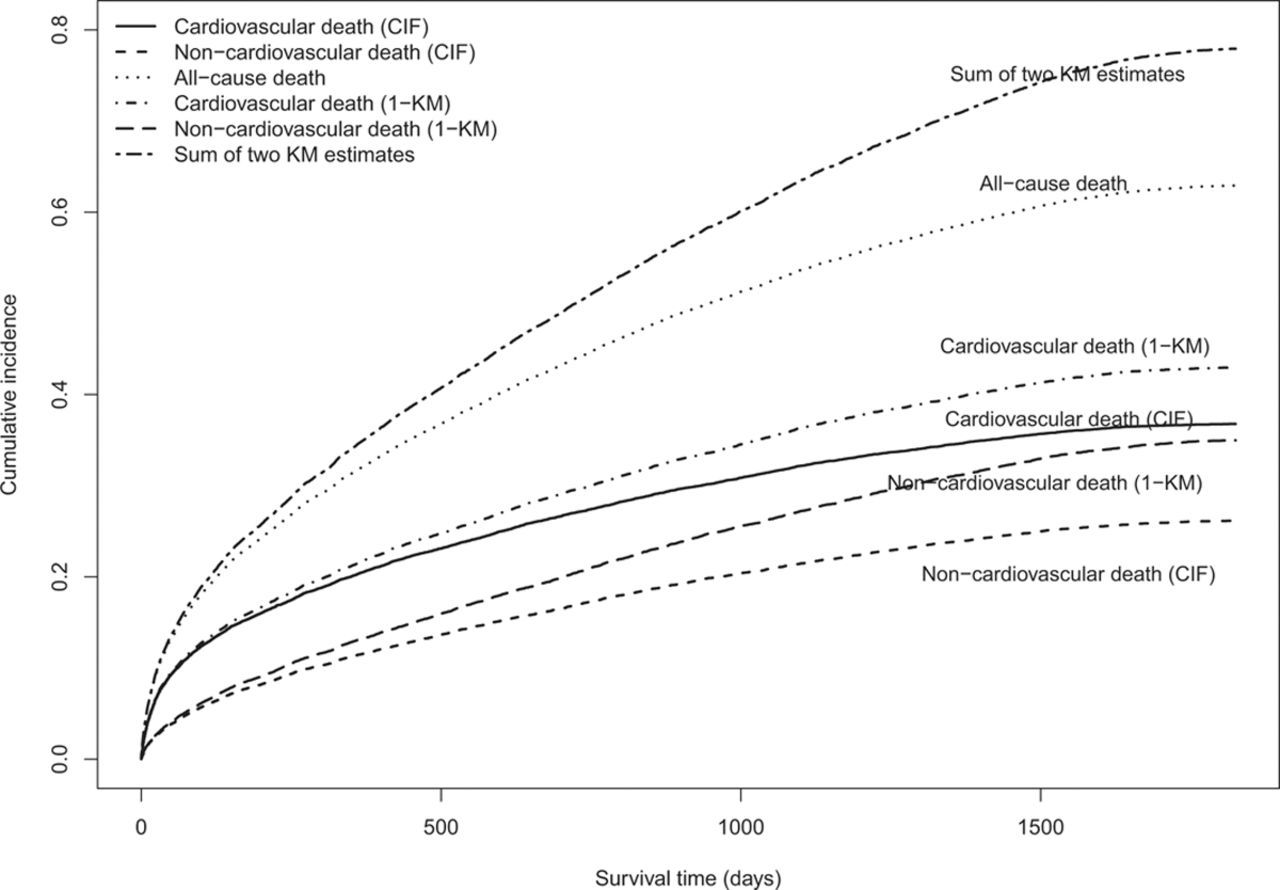 Cardiovascular death (CIF)
Non−cardiovascular death (CIF)
All−cause death
Cardiovascular death (1−KM)
Non−cardiovascular death (1−KM)
Sum of two KM estimates
Sum of two KM estimates
All−cause death
Cardiovascular death (1−KM)
Cardiovascular death (CIF)
Non−cardiovascular death (1−KM)
Non−cardiovascular death (CIF)
Cumulative incidence
0.8
0.6
0.4
0.2
0.0
0 500 1000 1500
Survival time (days)